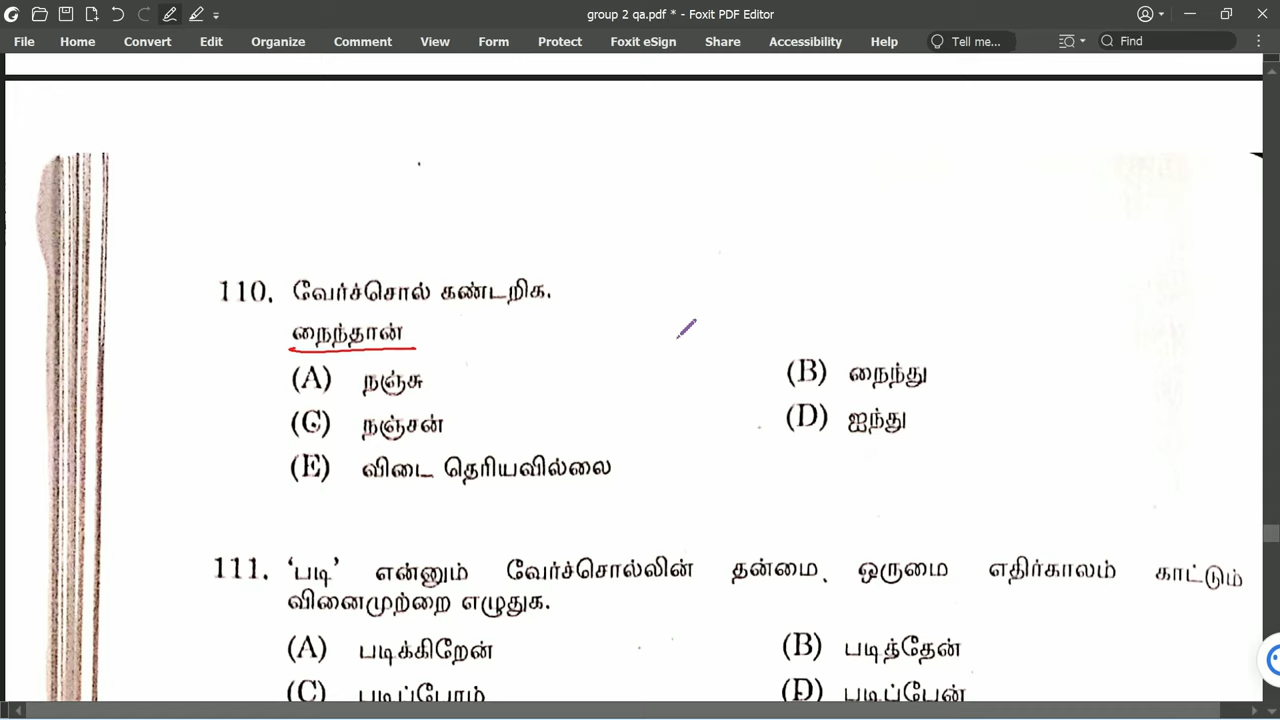 group 2 qa.pdf * - Foxit PDF Editor
File Home Convert Edit Organize Comment View Form Protect Foxit eSign Share Accessibility Help Tell me... Find
110. வேர்ச்சொல் கண்டறிக.
நைந்தான்
(A) நஞ்சு (B) நைந்து
(C) நஞ்சன் (D) ஐந்து
(E) விடை தெரியவில்லை
111. ‘படி’ என்னும் வேர்ச்சொல்லின் தன்மை, ஒருமை எதிர்காலம் காட்டும்
வினைமுற்றை எழுதுக.
(A) படிக்கிறேன் (B) படித்தேன்
(C) படிப்போம் (D) படிப்பேன்